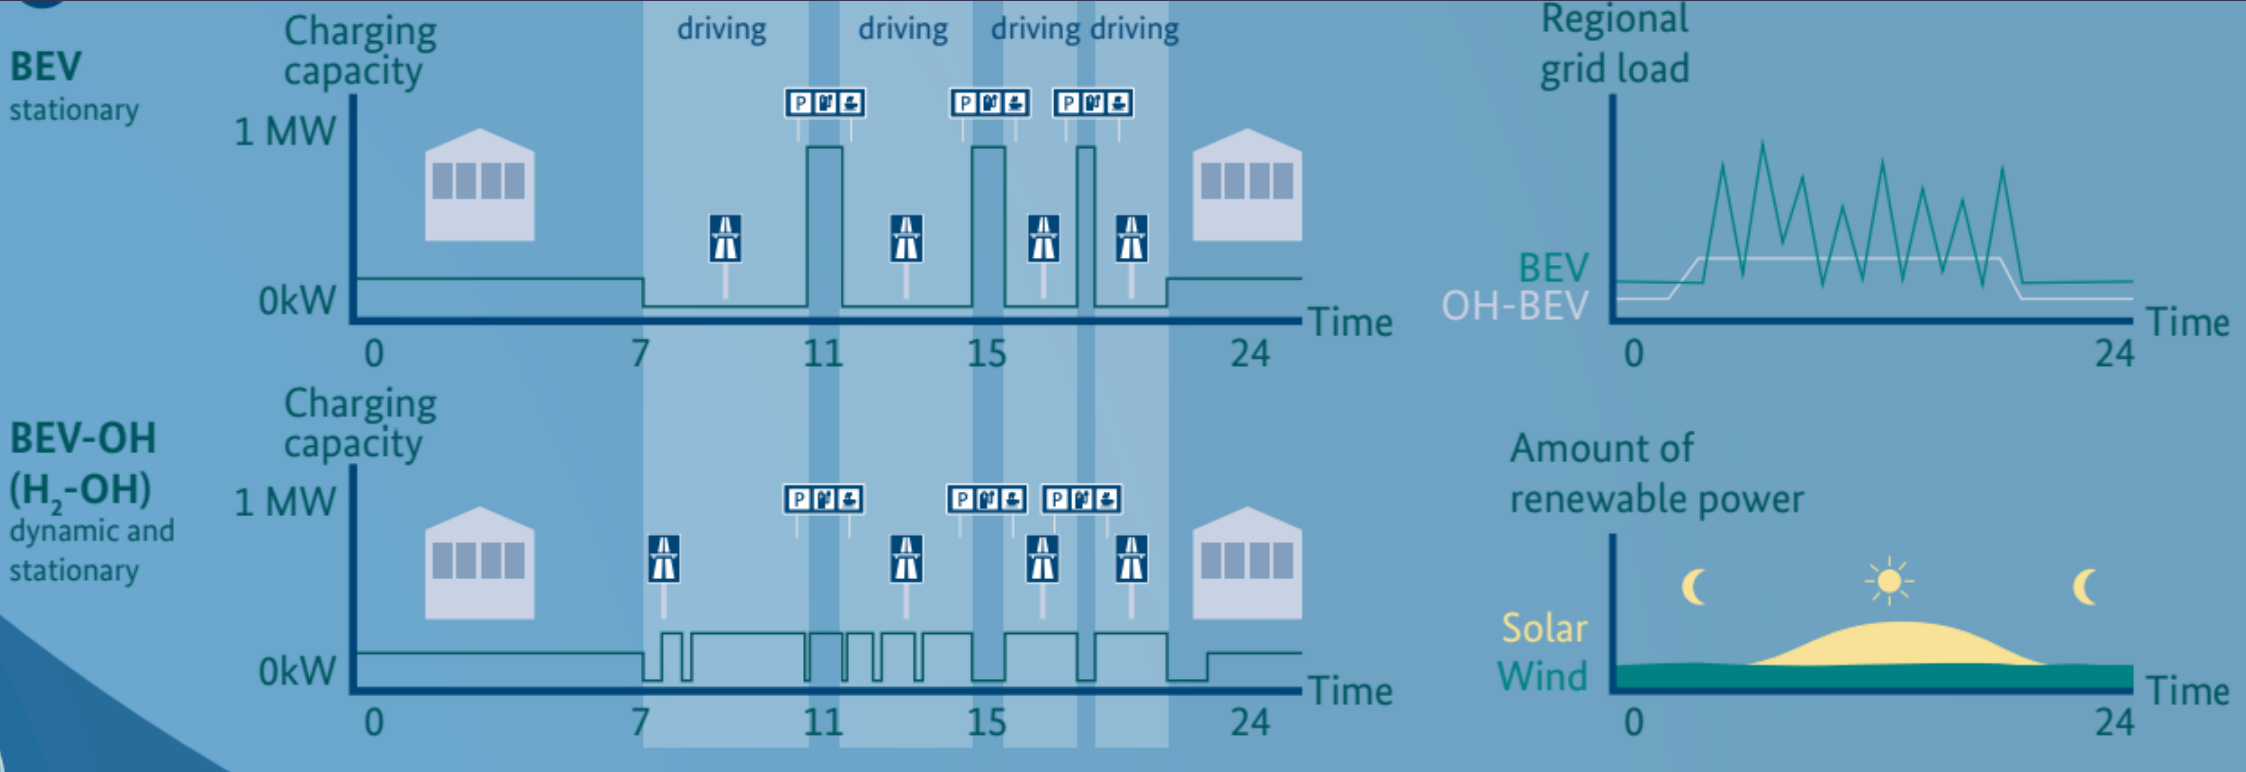 BEV
stationary
Charging
capacity
1 MW
0kW
driving
driving
driving
driving
P
P
P
Time
0
7
11
15
24
Regional
grid load
BEV
OH-BEV
Time
0
24
BEV-OH
(H₂-OH)
dynamic and
stationary
Charging
capacity
1 MW
0kW
P
P
P
Time
0
7
11
15
24
Amount of
renewable power
Solar
Wind
Time
0
24